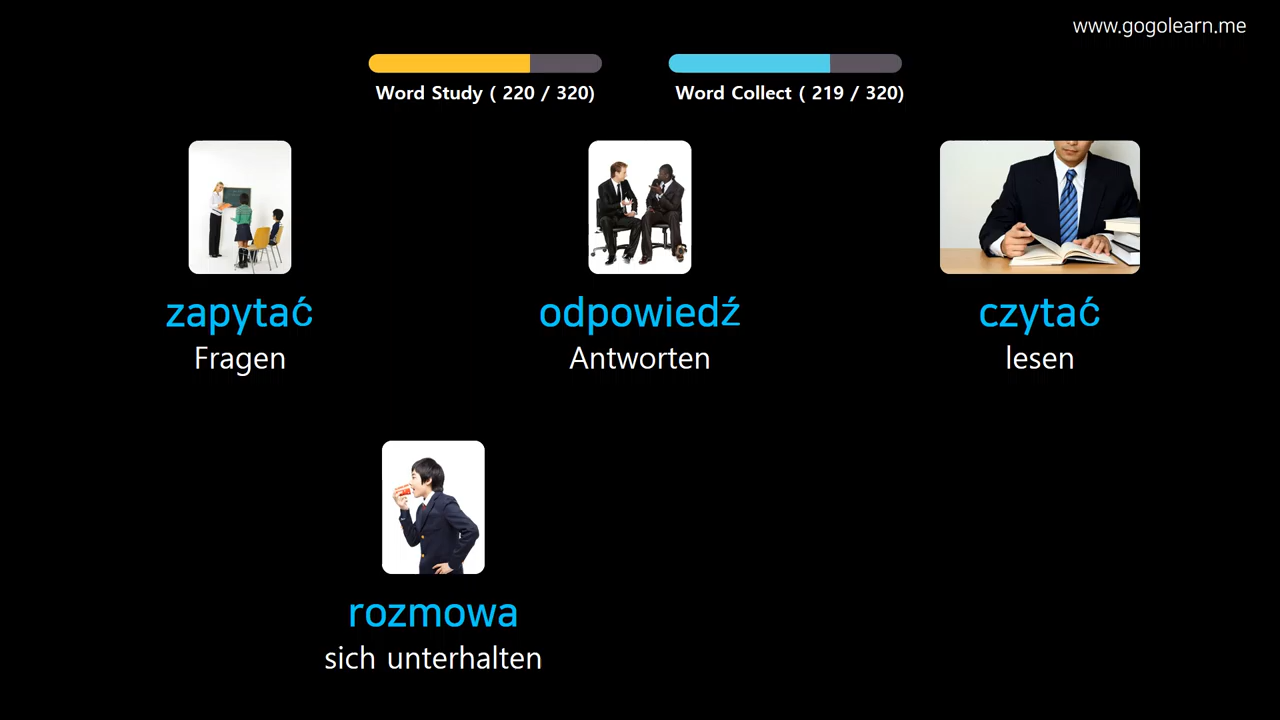 www.gogolearn.me
Word Study ( 220 / 320)
Word Collect ( 219 / 320)
zapytać
Fragen
odpowiedź
Antworten
czytać
lesen
rozmowa
sich unterhalten